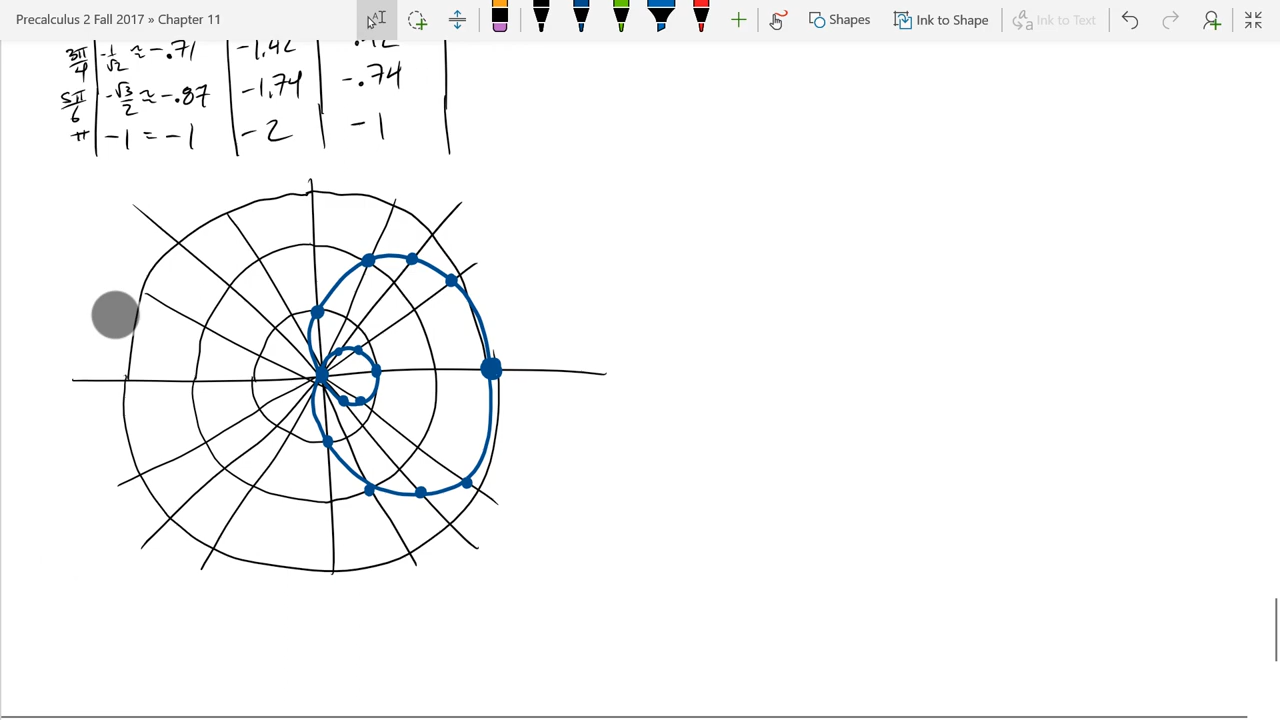 Precalculus 2 Fall 2017 » Chapter 11
Shapes
Ink to Shape
Ink to Text
3π/4 | -1/√2 ≈ -.71 | -1.42
5π/6 | -√3/2 ≈ -.87 | -1.74 | -.74
π | -1 = -1 | -2 | -1